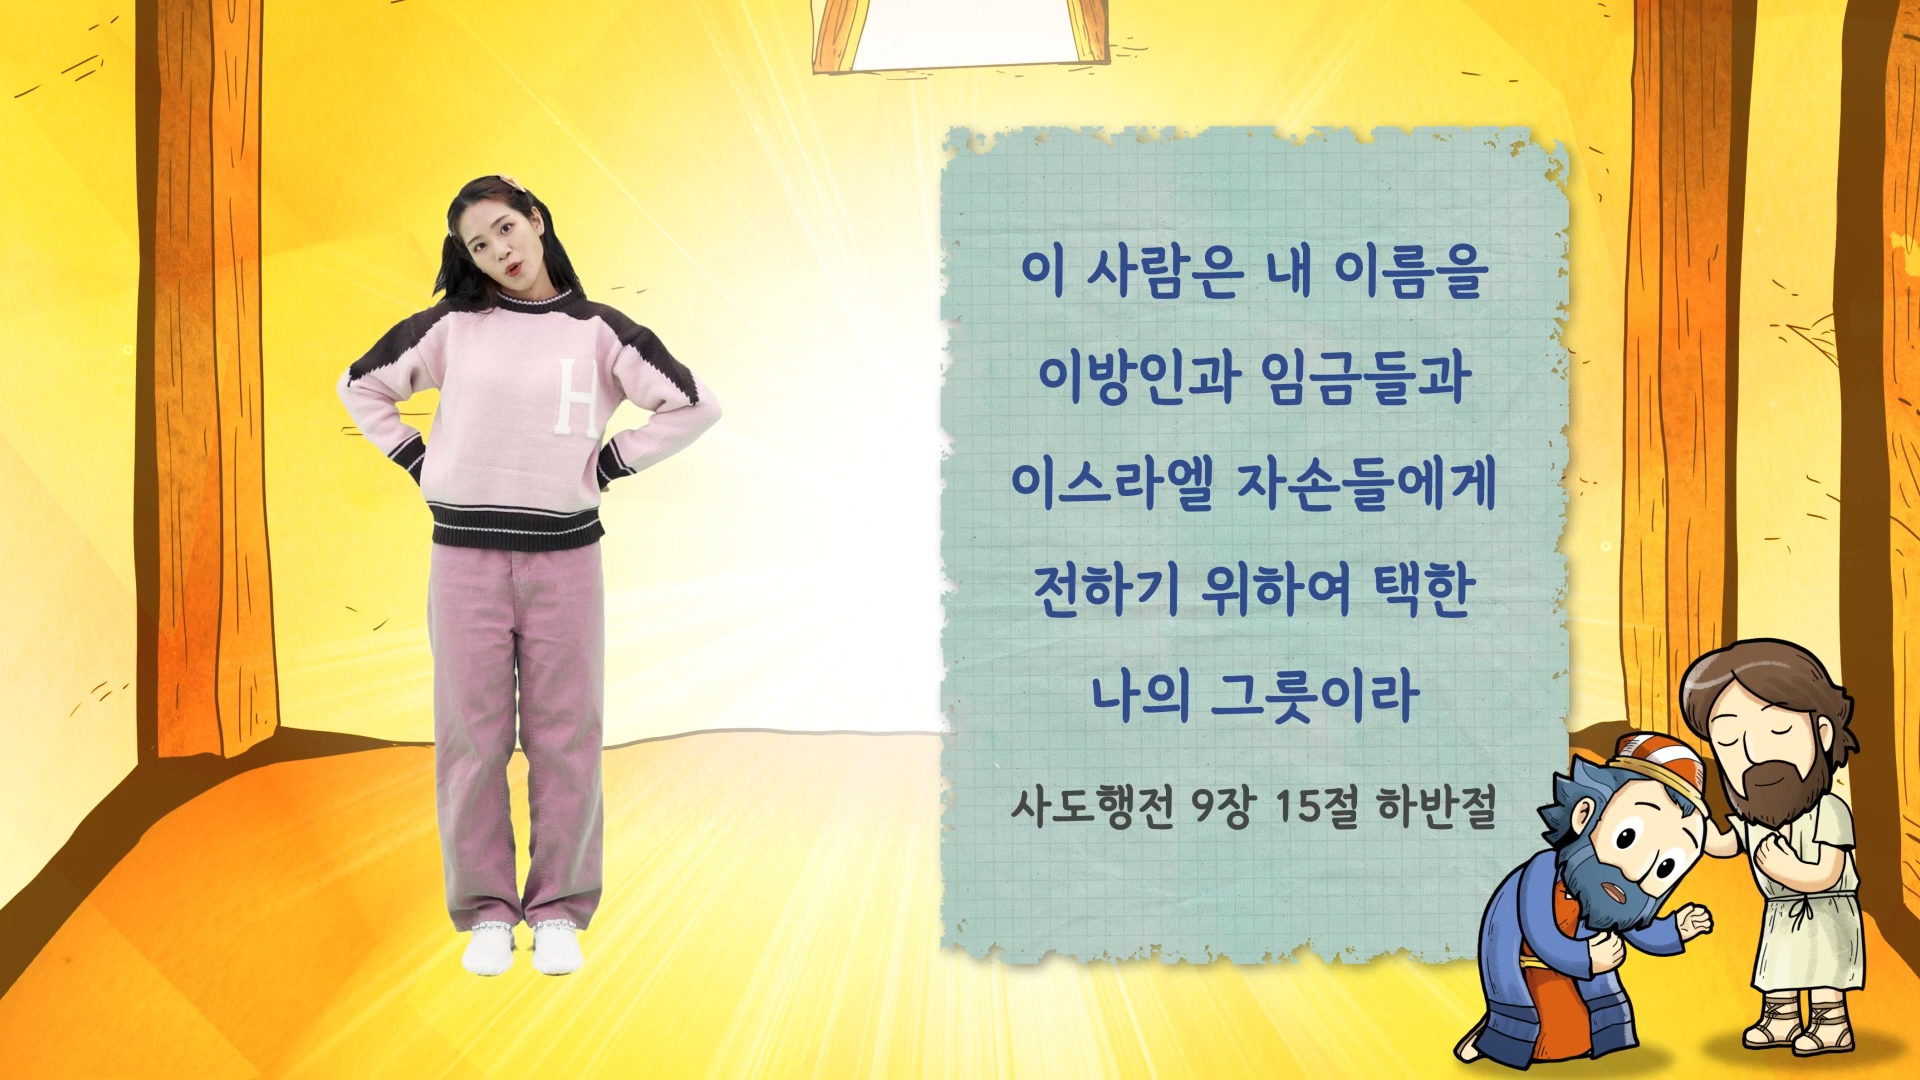 이 사람은 내 이름을
이방인과 임금들과
이스라엘 자손들에게
전하기 위하여 택한
나의 그릇이라
사도행전 9장 15절 하반절
H